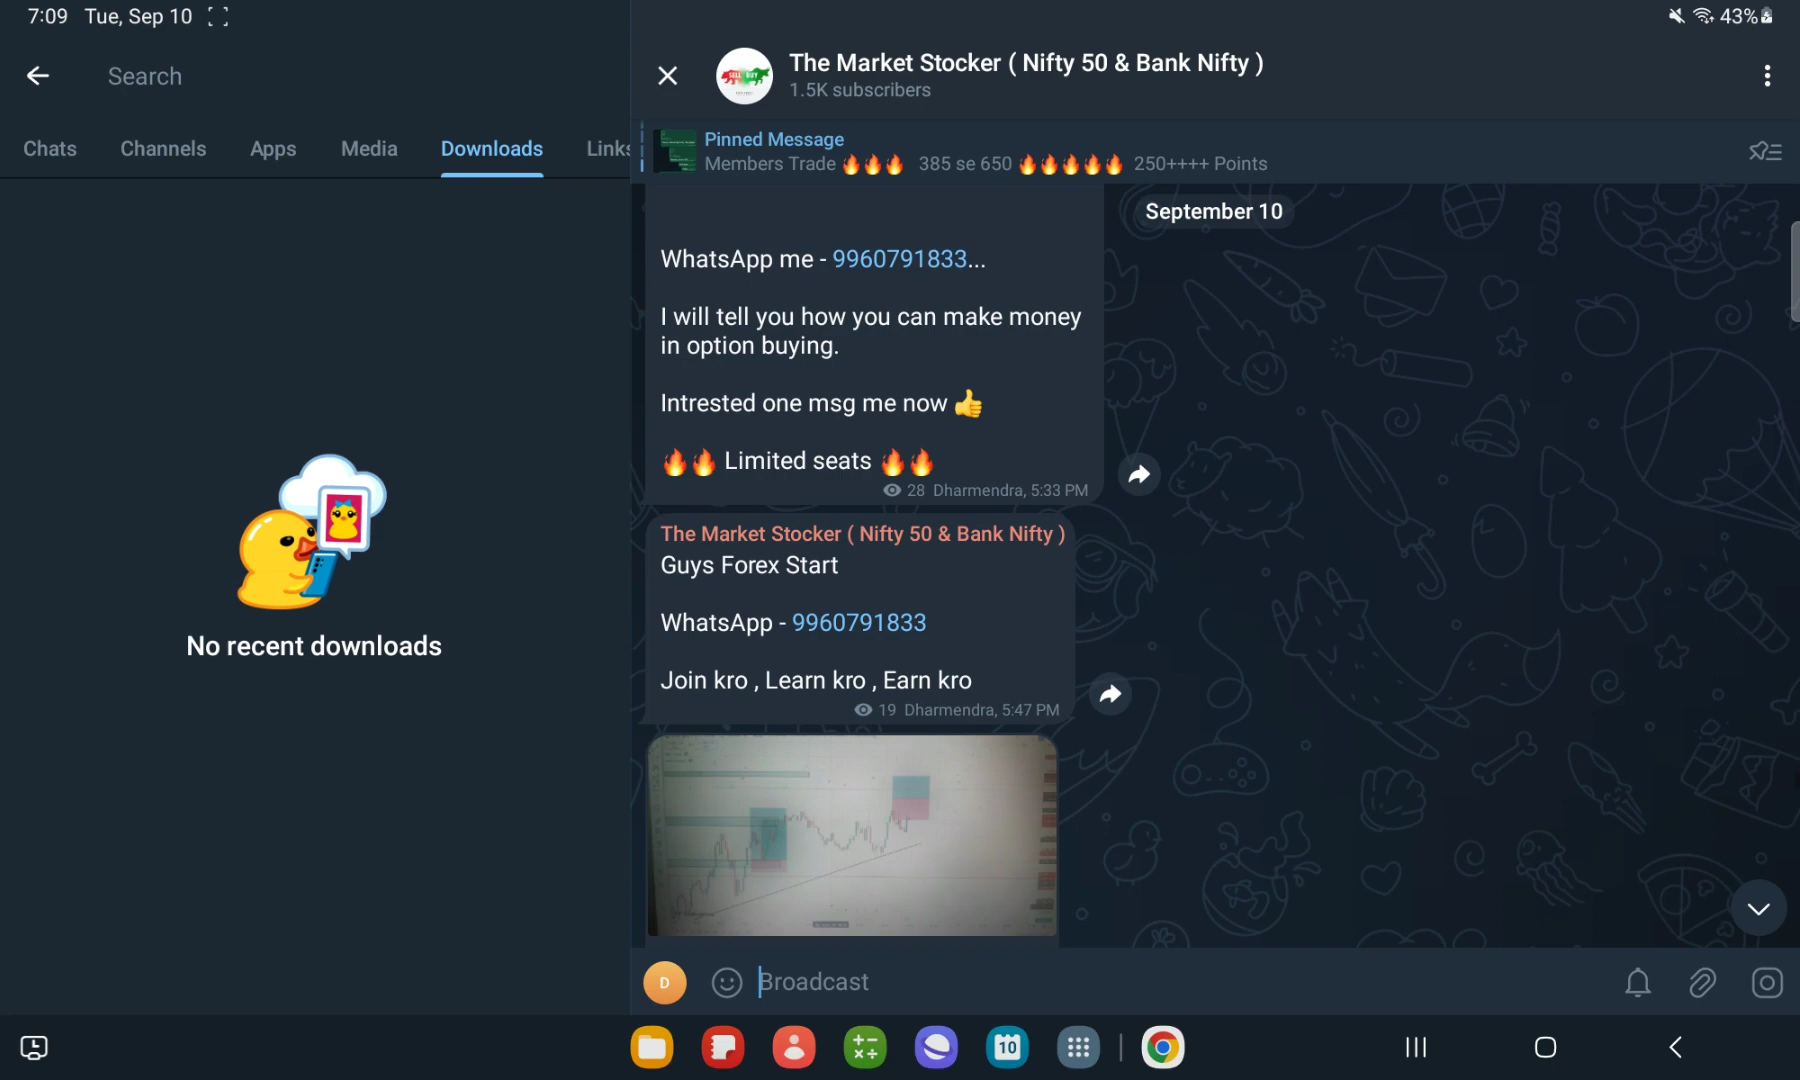 7:09 Tue, Sep 10
43%
Search
Chats Channels Apps Media Downloads Links
No recent downloads
SELL BUY
The Market Stocker ( Nifty 50 & Bank Nifty )
1.5K subscribers
Pinned Message
Members Trade 🔥🔥🔥 385 se 650 🔥🔥🔥🔥🔥 250++++ Points
September 10
WhatsApp me - 9960791833...
I will tell you how you can make money
in option buying.
Intrested one msg me now 👍
🔥🔥 Limited seats 🔥🔥
28 Dharmendra, 5:33 PM
The Market Stocker ( Nifty 50 & Bank Nifty )
Guys Forex Start
WhatsApp - 9960791833
Join kro , Learn kro , Earn kro
19 Dharmendra, 5:47 PM
D
Broadcast
10